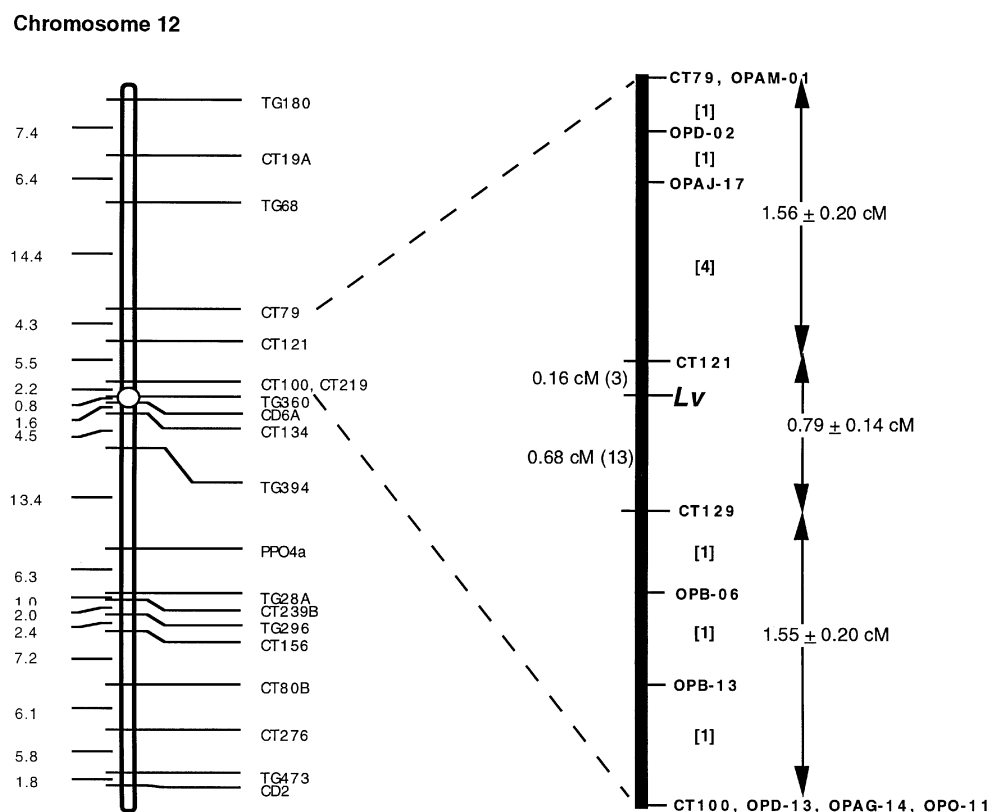 Chromosome 12
TG180
7.4
CT19A
6.4
TG68
14.4
CT79
4.3
CT121
5.5
CT100, CT219
2.2
TG360
0.8
CD6A
1.6
CT134
4.5
TG394
13.4
PPO4a
6.3
TG28A
1.0
CT239B
2.0
TG296
2.4
CT156
7.2
CT80B
6.1
CT276
5.8
TG473
1.8
CD2
CT79, OPAM-01
[1]
OPD-02
[1]
OPAJ-17
1.56 ± 0.20 cM
[4]
CT121
0.16 cM (3)
Lv
0.79 ± 0.14 cM
0.68 cM (13)
CT129
[1]
OPB-06
[1]
1.55 ± 0.20 cM
OPB-13
[1]
CT100, OPD-13, OPAG-14, OPO-11